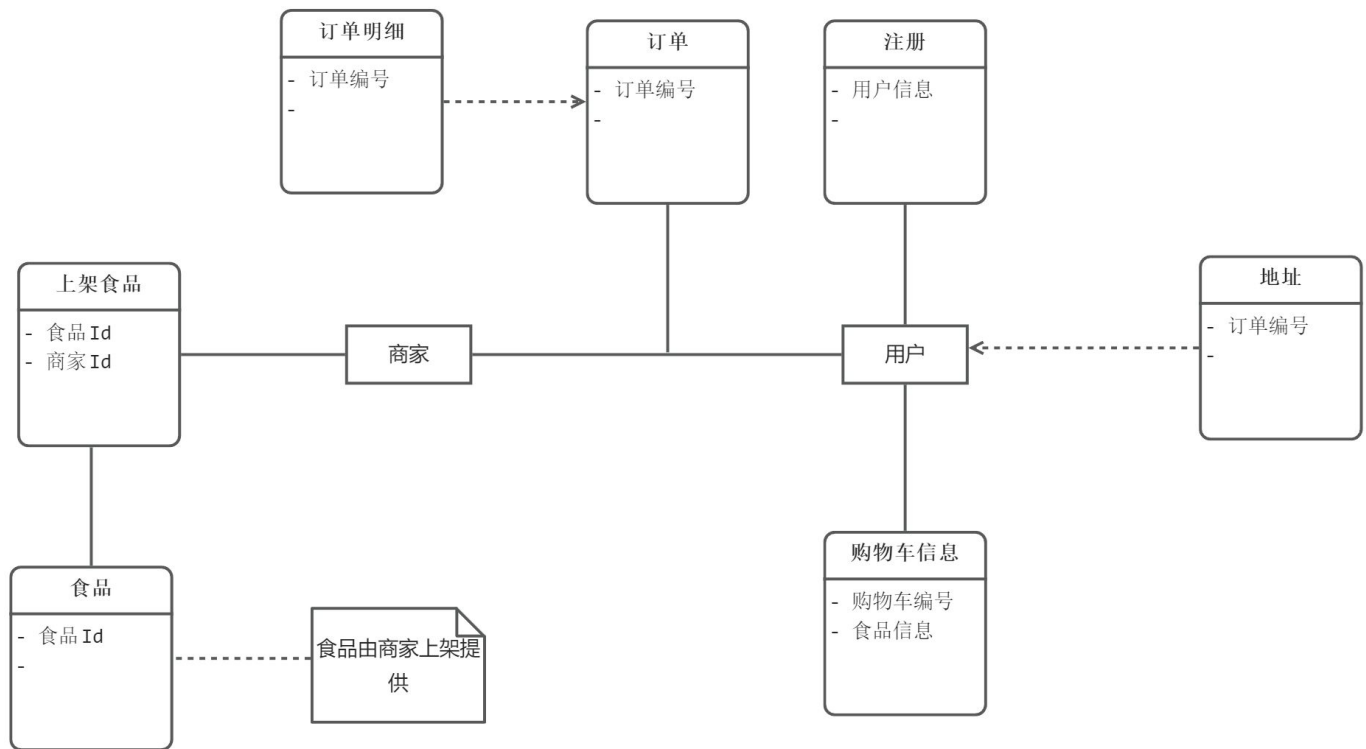 订单明细
- 订单编号
-
订单
- 订单编号
-
注册
- 用户信息
-
上架食品
- 食品Id
- 商家Id
商家
用户
地址
- 订单编号
-
食品
- 食品Id
-
食品由商家上架提
供
购物车信息
- 购物车编号
- 食品信息